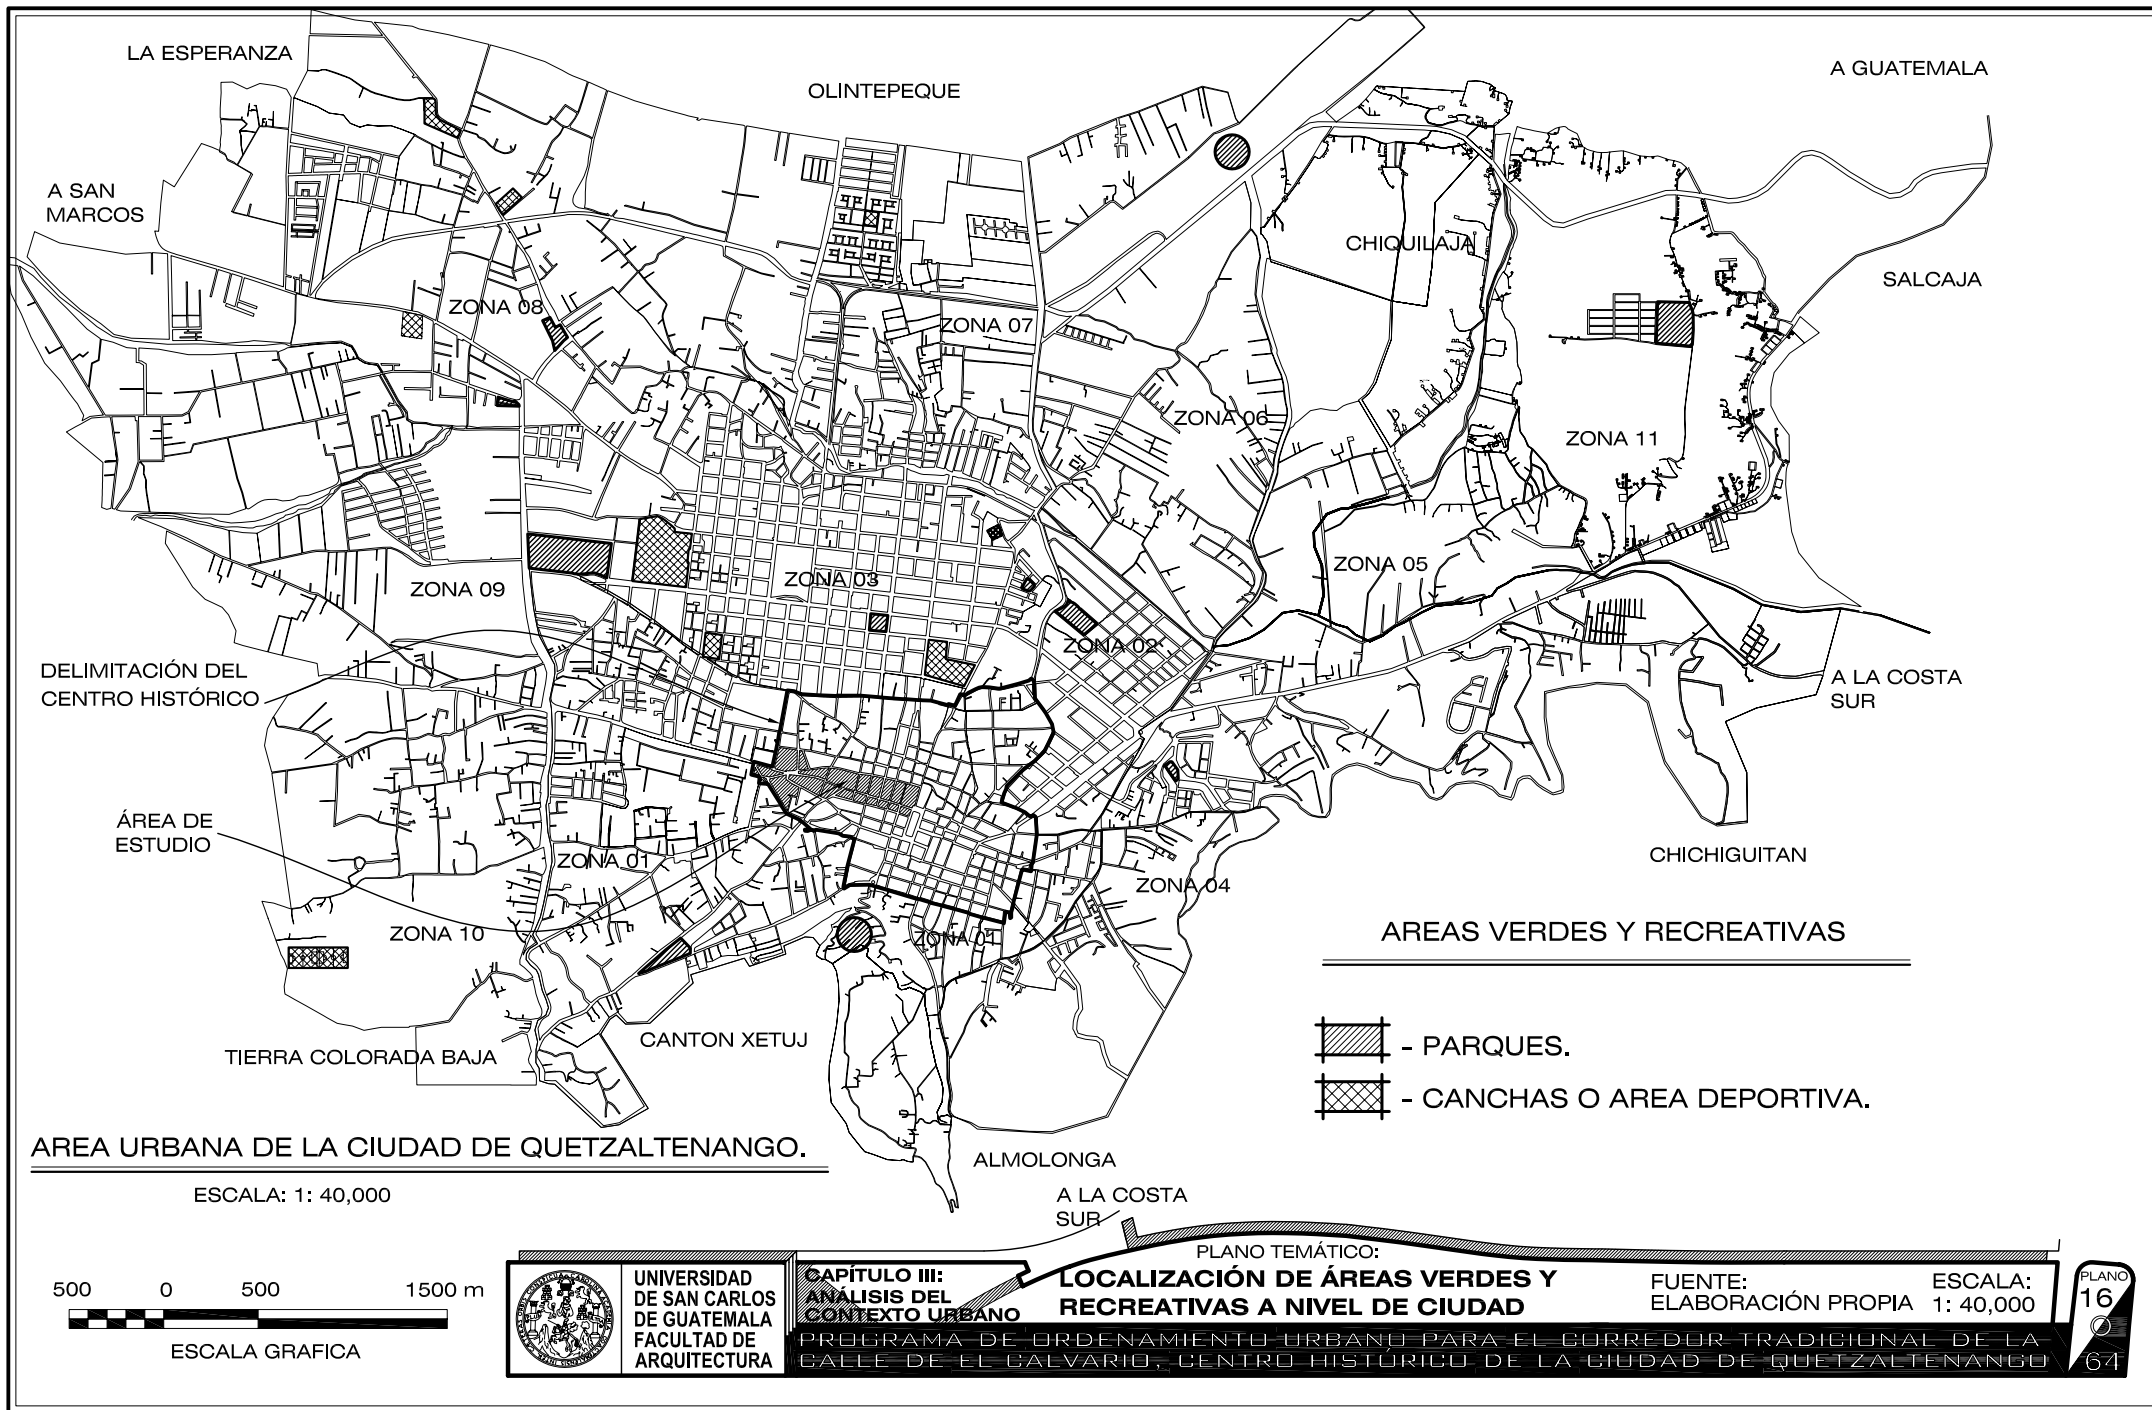 LA ESPERANZA
OLINTEPEQUE
A GUATEMALA
A SAN
MARCOS
CHIQUILAJA
SALCAJA
ZONA 08
ZONA 07
ZONA 06
ZONA 11
ZONA 09
ZONA 03
ZONA 05
ZONA 02
DELIMITACIÓN DEL
CENTRO HISTÓRICO
A LA COSTA
SUR
ÁREA DE
ESTUDIO
ZONA 01
ZONA 04
CHICHIGUITAN
ZONA 10
ZONA 01
AREAS VERDES Y RECREATIVAS
- PARQUES.
- CANCHAS O AREA DEPORTIVA.
TIERRA COLORADA BAJA
CANTON XETUJ
AREA URBANA DE LA CIUDAD DE QUETZALTENANGO.
ESCALA: 1: 40,000
ALMOLONGA
A LA COSTA
SUR
500 0 500 1500 m
ESCALA GRAFICA
UNIVERSIDAD
DE SAN CARLOS
DE GUATEMALA
FACULTAD DE
ARQUITECTURA
CAPÍTULO III:
ANÁLISIS DEL
CONTEXTO URBANO
PLANO TEMÁTICO:
LOCALIZACIÓN DE ÁREAS VERDES Y
RECREATIVAS A NIVEL DE CIUDAD
FUENTE:
ELABORACIÓN PROPIA
ESCALA:
1: 40,000
PLANO
16
64
PROGRAMA DE ORDENAMIENTO URBANO PARA EL CORREDOR TRADICIONAL DE LA
CALLE DE EL CALVARIO, CENTRO HISTÓRICO DE LA CIUDAD DE QUETZALTENANGO